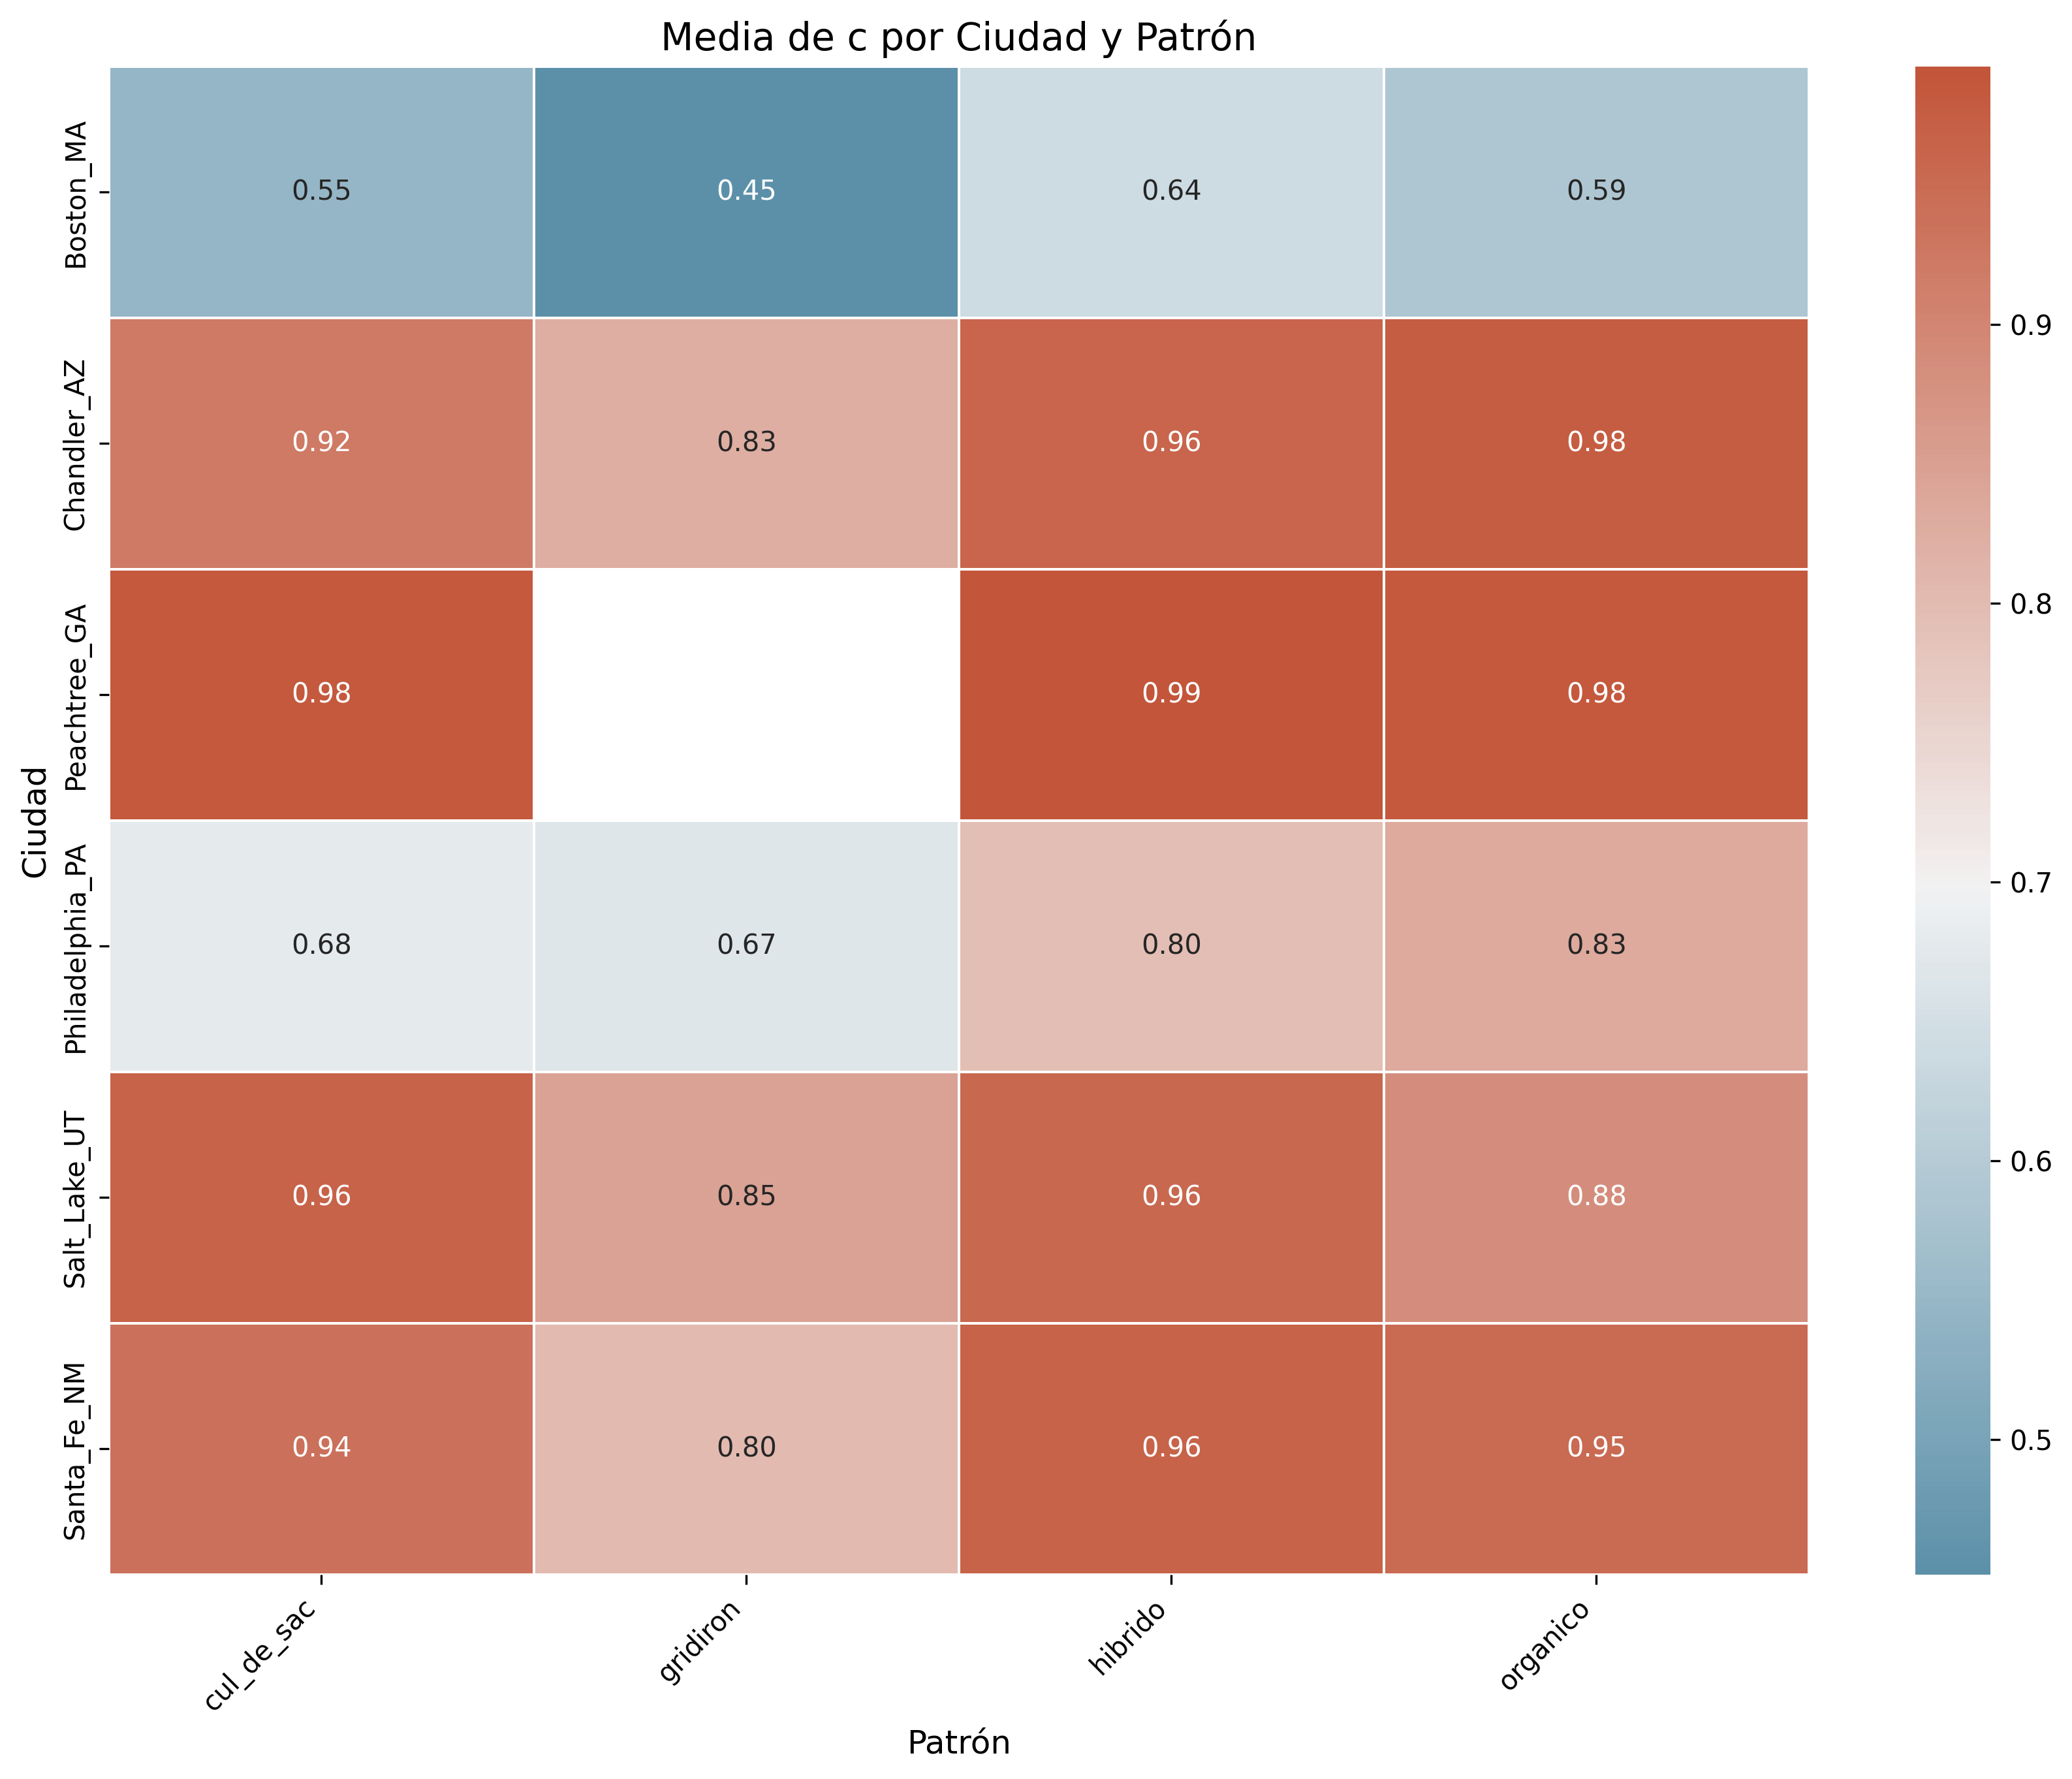 Media de c por Ciudad y Patrón
Ciudad
Boston_MA
0.55 0.45 0.64 0.59
Chandler_AZ
0.92 0.83 0.96 0.98
Peachtree_GA
0.98 0.99 0.98
Philadelphia_PA
0.68 0.67 0.80 0.83
Salt_Lake_UT
0.96 0.85 0.96 0.88
Santa_Fe_NM
0.94 0.80 0.96 0.95
cul_de_sac gridiron hibrido organico
Patrón
0.9
0.8
0.7
0.6
0.5